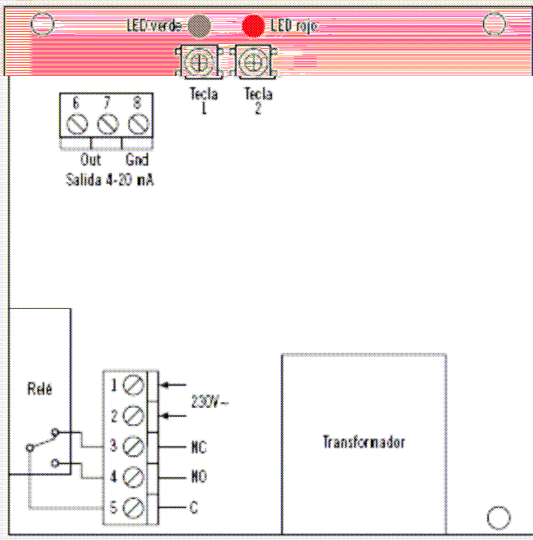 LED verde LED rojo
Tecla
1
Tecla
2
6 7 8
Out Gnd
Salida 4-20 mA
Relé
1
2
3
4
5
230V~
NC
NO
C
Transformador